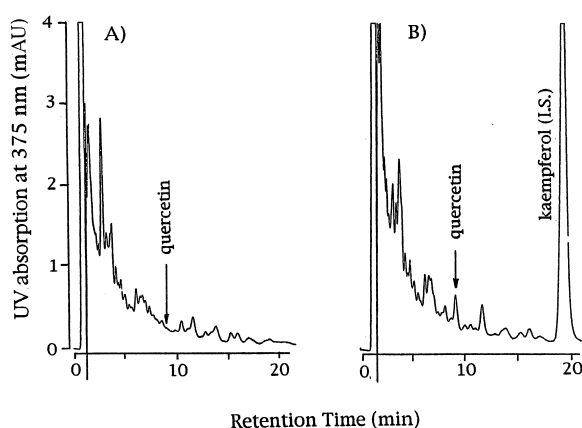 A)
B)
UV absorption at 375 nm (mAU)
4
3
2
1
0
quercetin
quercetin
kaempferol (I.S.)
0 10 20
0 10 20
Retention Time (min)